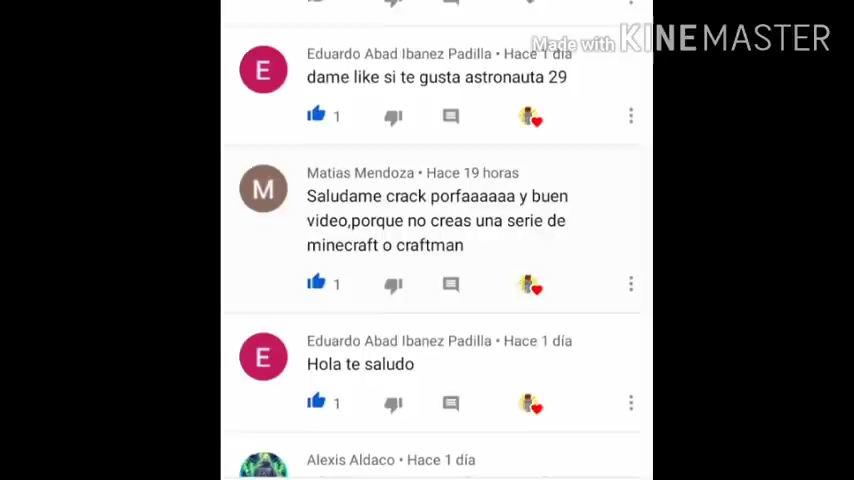 Made with KINEMASTER
Eduardo Abad Ibanez Padilla • Hace 1 día
E
dame like si te gusta astronauta 29
1
Matias Mendoza • Hace 19 horas
M
Saludame crack porfaaaaaa y buen
video,porque no creas una serie de
minecraft o craftman
1
Eduardo Abad Ibanez Padilla • Hace 1 día
E
Hola te saludo
1
Alexis Aldaco • Hace 1 día